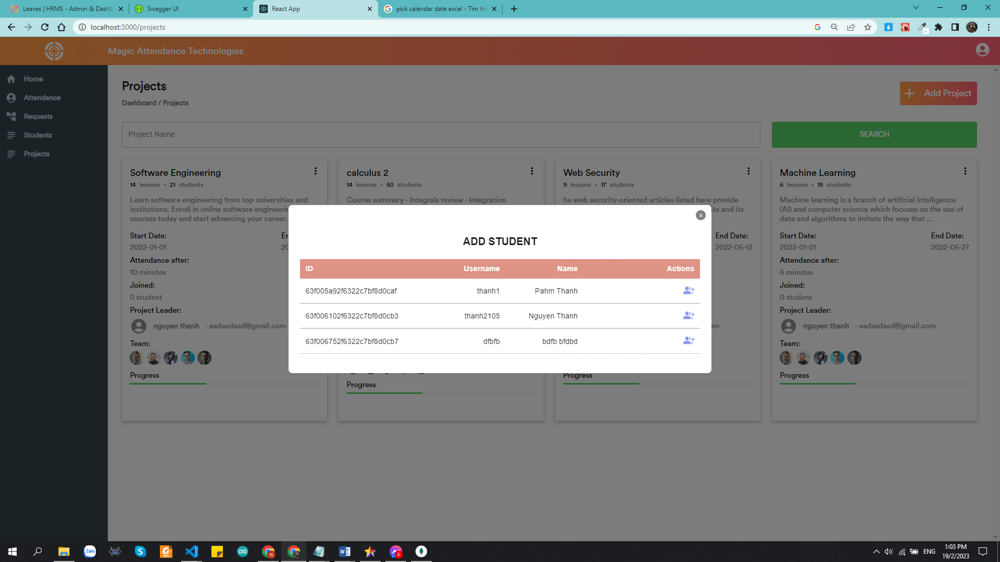 Leaves | HRMS - Admin & Dashb
Swagger UI
React App
pick calendar date excel - Tìm trê
localhost:3000/projects
Magic Attendance Technologies
Home
Attendance
Requests
Students
Projects
Projects
Dashboard / Projects
Add Project
Project Name
SEARCH
Software Engineering
14 lessons - 21 students
Learn software engineering from top universities and
institutions. Enroll in online software engineerin
courses today and start advancing your career.
Start Date:
En
2022-01-01
20
Attendance after:
10 minutes
Joined:
0 student
Project Leader:
nguyen thanh - aadasdasd@gmail.com
Team:
Progress
calculus 2
14 lessons - 50 students
Course summary · Integrals review · Integration
Progress
Web Security
9 lessons - 17 students
he web security-oriented articles listed here provide
ite and its
End Date:
2022-05-13
om
Progress
Machine Learning
6 lessons - 18 students
Machine learning is a branch of artificial intelligence
(AI) and computer science which focuses on the use of
data and algorithms to imitate the way that ...
Start Date:
End Date:
2022-01-01
2022-05-27
Attendance after:
6 minutes
Joined:
0 student
Project Leader:
nguyen thanh - aadasdasd@gmail.com
Team:
Progress
ADD STUDENT
ID Username Name Actions
63f005a92f6322c7bf8d0caf thanh1 Pahm Thanh
63f006102f6322c7bf8d0cb3 thanh2105 Nguyen Thanh
63f006752f6322c7bf8d0cb7 dfbfb bdfb bfdbd
Zalo
PDF
N
3
ENG
1:03 PM
19/2/2023